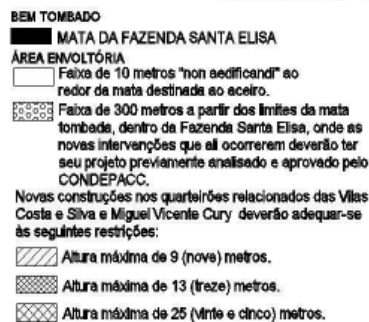 BEM TOMBADO
MATA DA FAZENDA SANTA ELISA
ÁREA ENVOLTÓRIA
Faixa de 10 metros "non aedificandi" ao
redor da mata destinada ao aceiro.
Faixa de 300 metros a partir dos limites da mata
tombada, dentro da Fazenda Santa Elisa, onde as
novas intervenções que ali ocorrerem deverão ter
seu projeto previamente analisado e aprovado pelo
CONDEPACC.
Novas construções nos quarteirões relacionados das Vilas
Costa e Silva e Miguel Vicente Cury deverão adequar-se
às seguintes restrições:
Altura máxima de 9 (nove) metros.
Altura máxima de 13 (treze) metros.
Altura máxima de 25 (vinte e cinco) metros.